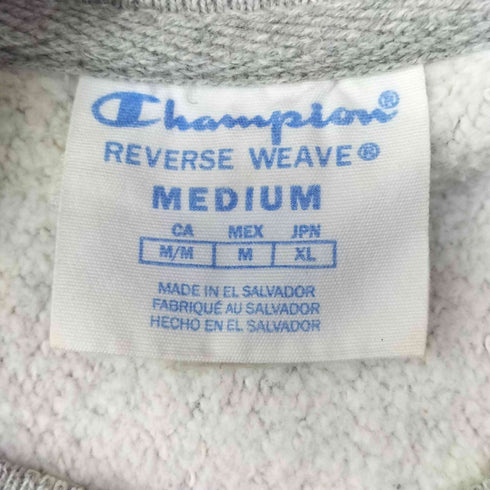 Champion®
REVERSE WEAVE®
MEDIUM
CA MEX JPN
M/M M XL
MADE IN EL SALVADOR
FABRIQUÉ AU SALVADOR
HECHO EN EL SALVADOR